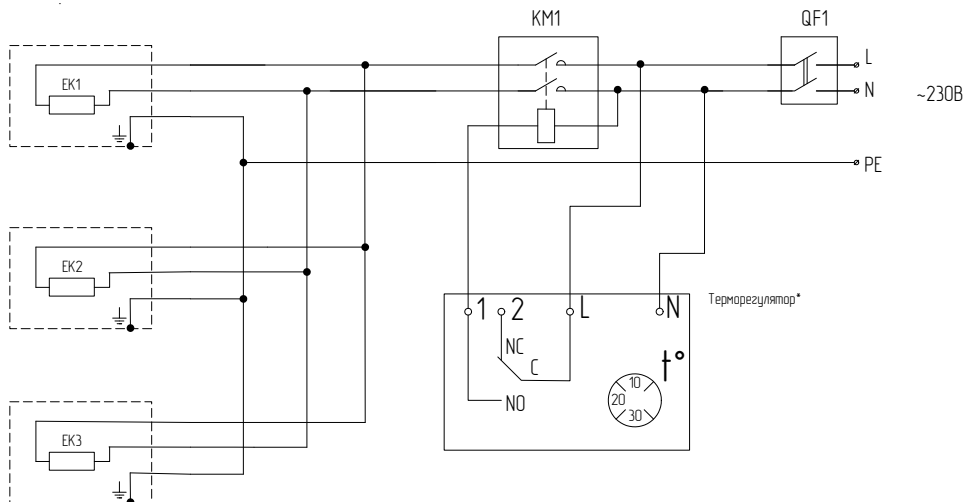 KM1
QF1
L
N
~230В
EK1
PE
EK2
Терморегулятор*
1
2
L
N
NC
C
NO
t°
10
20
30
EK3